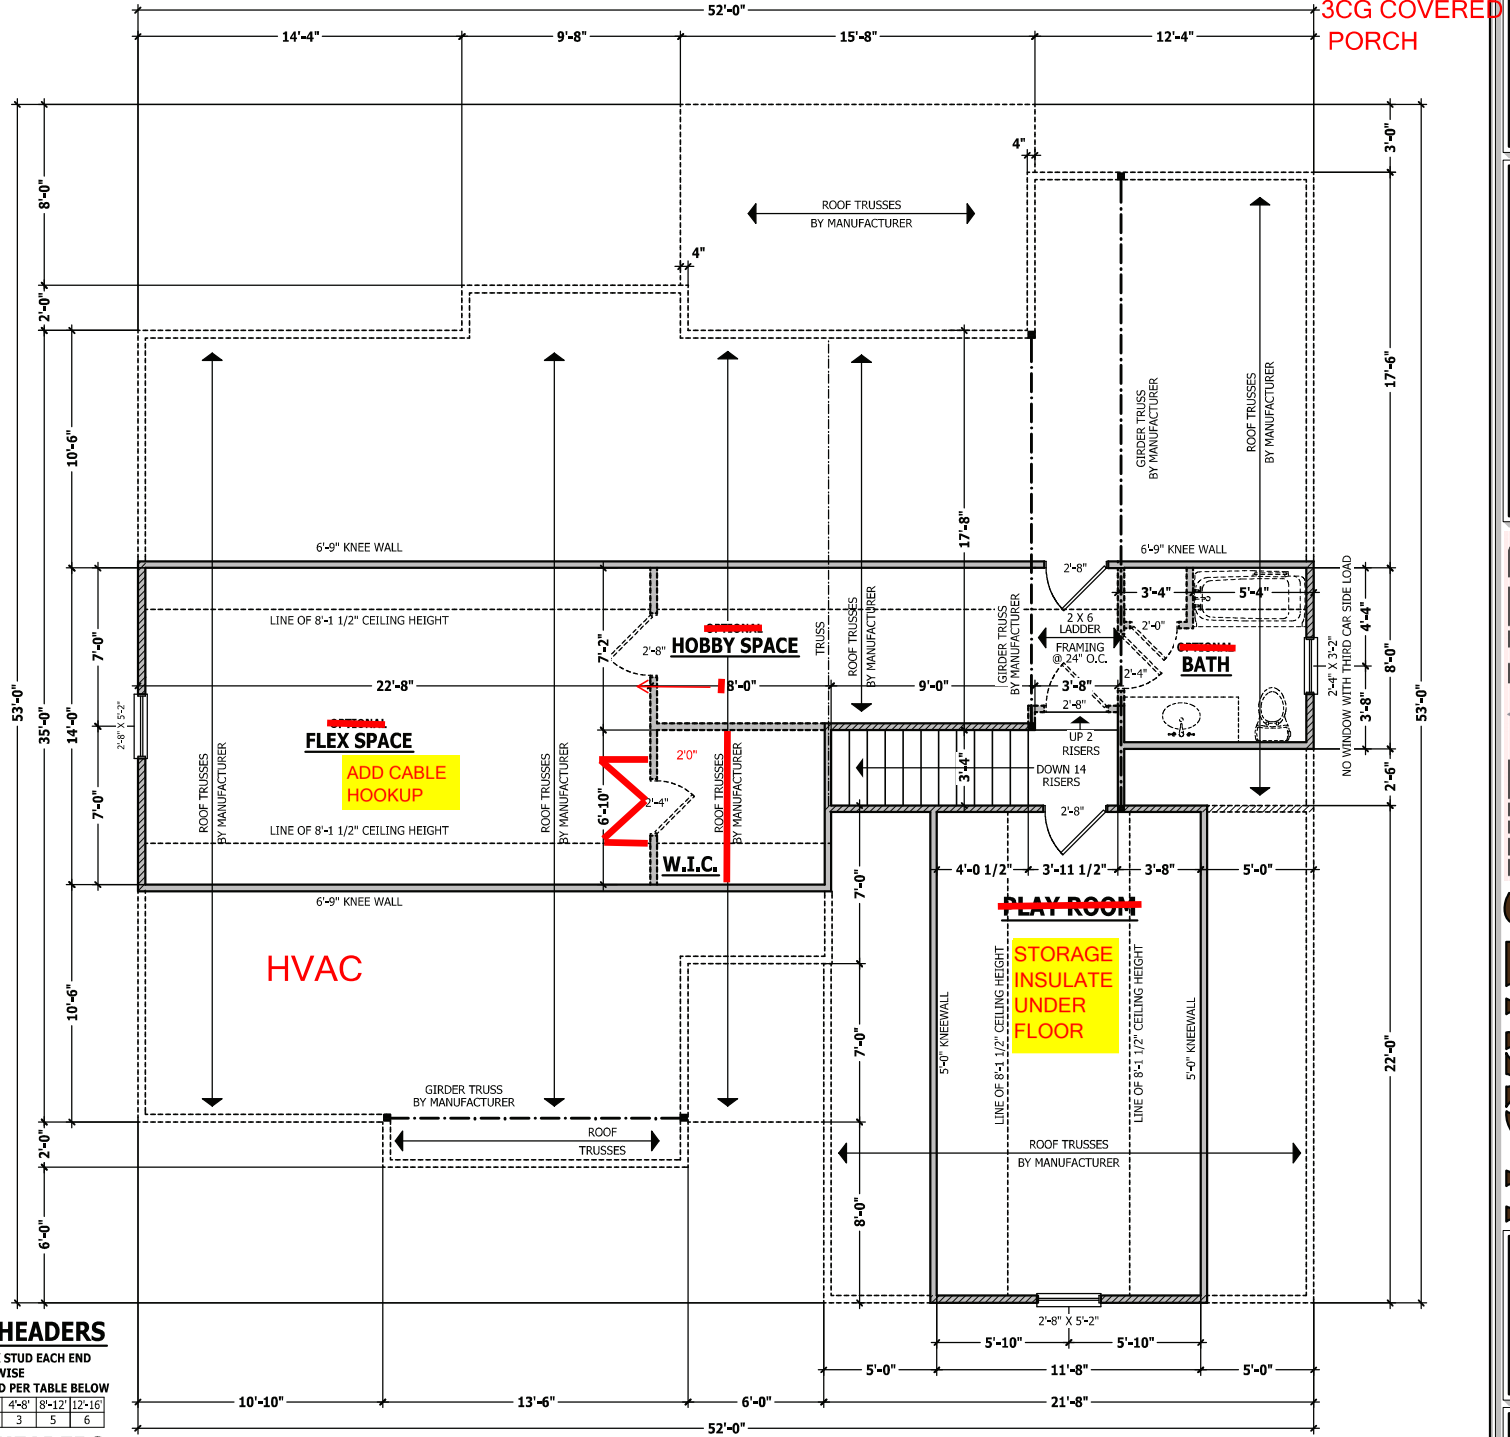 3CG COVERED
PORCH
52'-0"
14'-4"
9'-8"
15'-8"
12'-4"
3'-0"
4"
8'-0"
ROOF TRUSSES
BY MANUFACTURER
4"
2'-0"
17'-6"
GIRDER TRUSS
BY MANUFACTURER
ROOF TRUSSES
BY MANUFACTURER
10'-6"
17'-8"
6'-9" KNEE WALL
6'-9" KNEE WALL
2'-8"
3'-4"
5'-4"
4'-4"
NO WINDOW WITH THIRD CAR SIDE LOAD
2'-4" X 3'-2"
LINE OF 8'-1 1/2" CEILING HEIGHT
7'-0"
7'-2"
2'-8"
OPTIONAL
HOBBY SPACE
TRUSS
ROOF TRUSSES
BY MANUFACTURER
GIRDER TRUSS
BY MANUFACTURER
2 X 6
LADDER
FRAMING
@ 24" O.C.
2'-0"
OPTIONAL
BATH
2'-4"
8'-0"
53'-0"
35'-0"
14'-0"
22'-8"
8'-0"
9'-0"
3'-8"
2'-8"
3'-8"
53'-0"
2'-8" X 5'-2"
OPTIONAL
FLEX SPACE
UP 2
RISERS
ADD CABLE
HOOKUP
2'0"
3'-4"
DOWN 14
RISERS
2'-6"
7'-0"
6'-10"
2'-4"
2'-8"
ROOF TRUSSES
BY MANUFACTURER
ROOF TRUSSES
BY MANUFACTURER
ROOF TRUSSES
BY MANUFACTURER
LINE OF 8'-1 1/2" CEILING HEIGHT
W.I.C.
4'-0 1/2"
3'-11 1/2"
3'-8"
5'-0"
7'-0"
6'-9" KNEE WALL
PLAY ROOM
HVAC
STORAGE
INSULATE
UNDER
FLOOR
10'-6"
7'-0"
5'-0" KNEEWALL
LINE OF 8'-1 1/2" CEILING HEIGHT
LINE OF 8'-1 1/2" CEILING HEIGHT
5'-0" KNEEWALL
22'-0"
GIRDER TRUSS
BY MANUFACTURER
ROOF
TRUSSES
2'-0"
ROOF TRUSSES
BY MANUFACTURER
6'-0"
8'-0"
2'-8" X 5'-2"
HEADERS
STUD EACH END
WISE
D PER TABLE BELOW
4'-8' 8'-12' 12'-16'
3 5 6
5'-10"
5'-10"
5'-0"
11'-8"
5'-0"
10'-10"
13'-6"
6'-0"
21'-8"
52'-0"